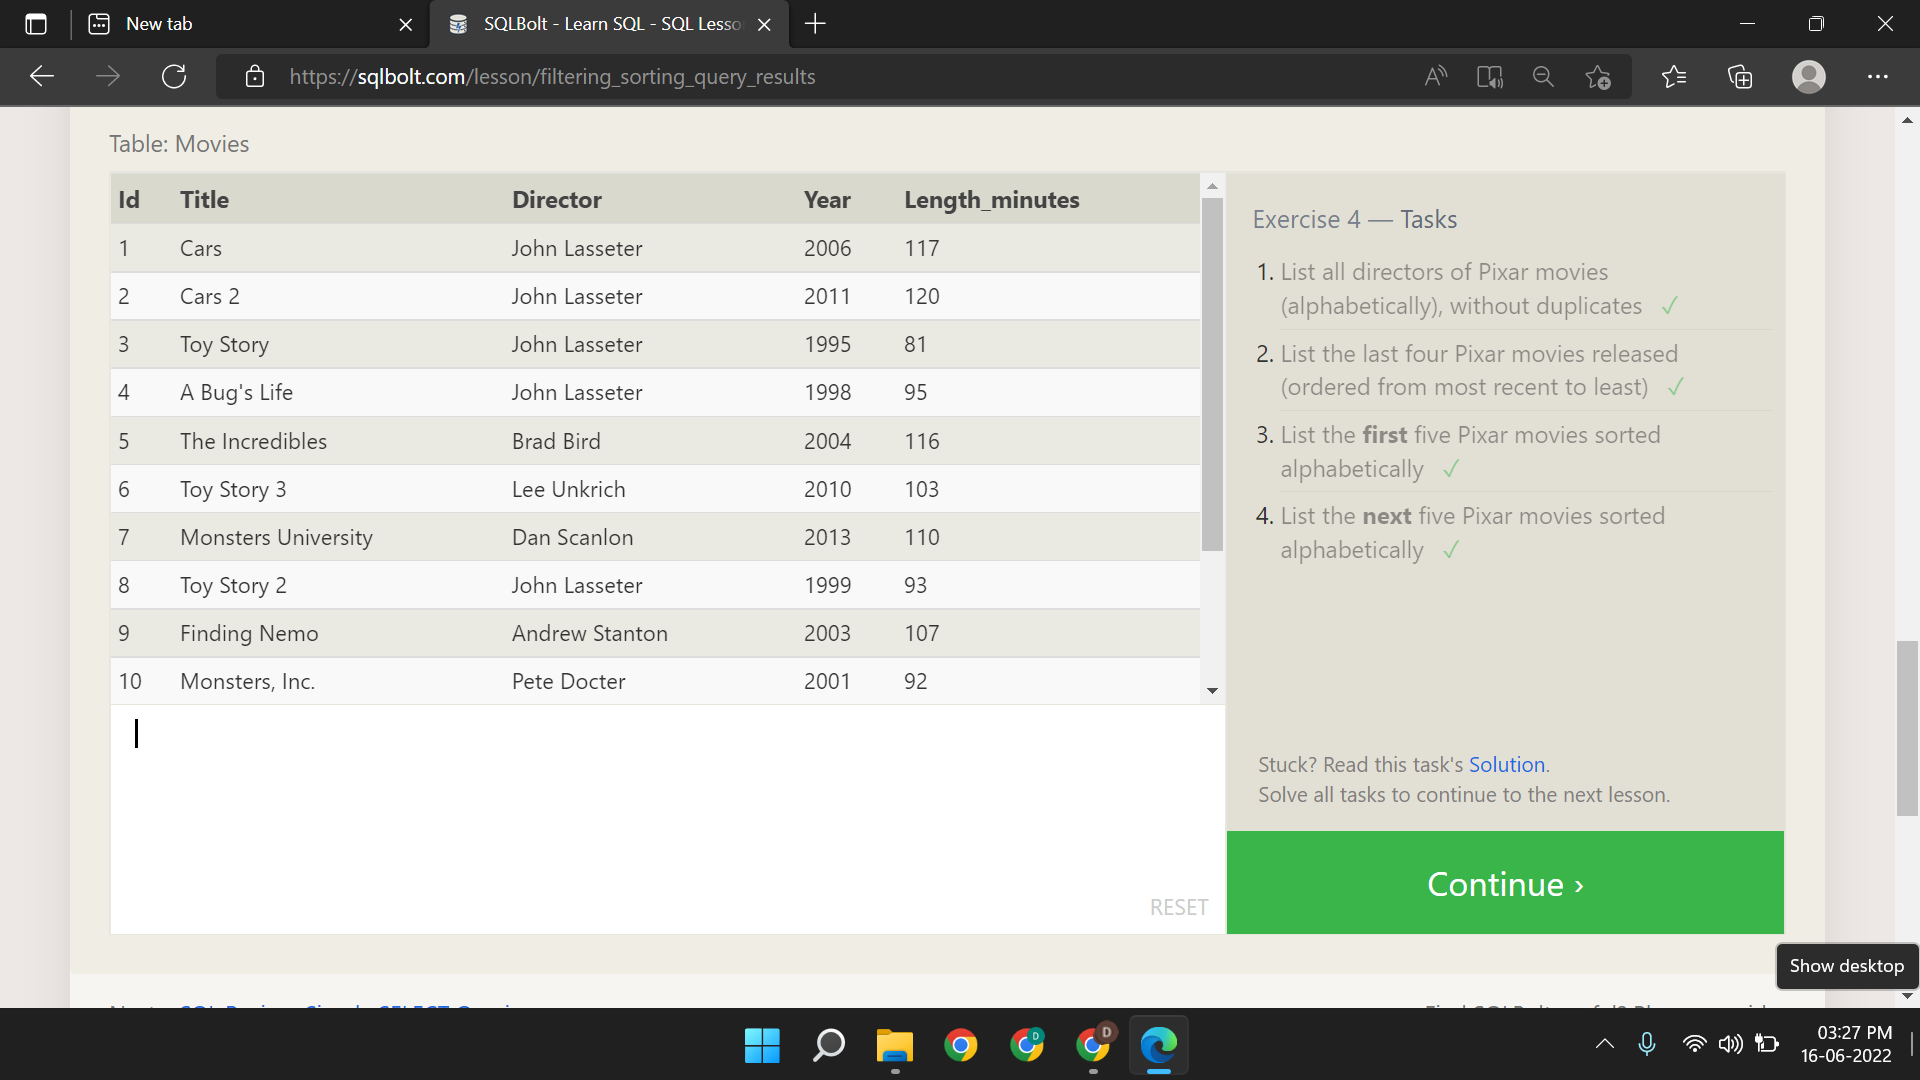 New tab
SQLBolt - Learn SQL - SQL Lesso
https://sqlbolt.com/lesson/filtering_sorting_query_results
Table: Movies
Id Title Director Year Length_minutes
1 Cars John Lasseter 2006 117
2 Cars 2 John Lasseter 2011 120
3 Toy Story John Lasseter 1995 81
4 A Bug's Life John Lasseter 1998 95
5 The Incredibles Brad Bird 2004 116
6 Toy Story 3 Lee Unkrich 2010 103
7 Monsters University Dan Scanlon 2013 110
8 Toy Story 2 John Lasseter 1999 93
9 Finding Nemo Andrew Stanton 2003 107
10 Monsters, Inc. Pete Docter 2001 92
RESET
Exercise 4 — Tasks
1. List all directors of Pixar movies
(alphabetically), without duplicates ✓
2. List the last four Pixar movies released
(ordered from most recent to least) ✓
3. List the first five Pixar movies sorted
alphabetically ✓
4. List the next five Pixar movies sorted
alphabetically ✓
Stuck? Read this task's Solution.
Solve all tasks to continue to the next lesson.
Continue ›
Show desktop
D
D
03:27 PM
16-06-2022